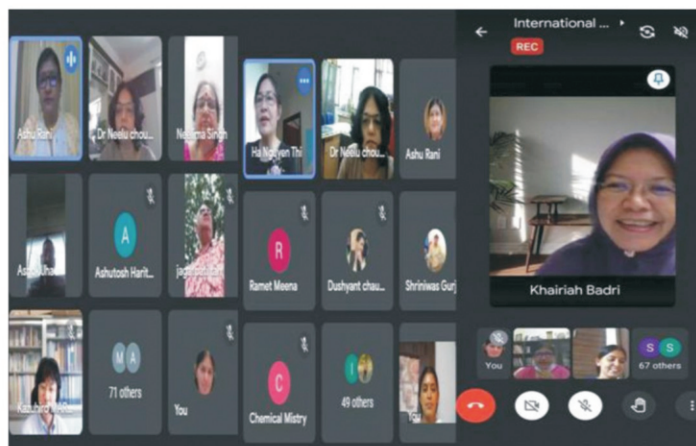 Ashu Rani
Dr Neelu chou...
Neelima Singh
Ashutosh Harit...
A
M A
71 others
You
Ha Nguyen Thi
Dr Neelu chou...
Ashu Rani
R
Ramet Meena
Dushyant chau...
Shriniwas Gurj
C
Chemical Mistry
I
49 others
You
International ...
REC
Khairiah Badri
You
S S
67 others